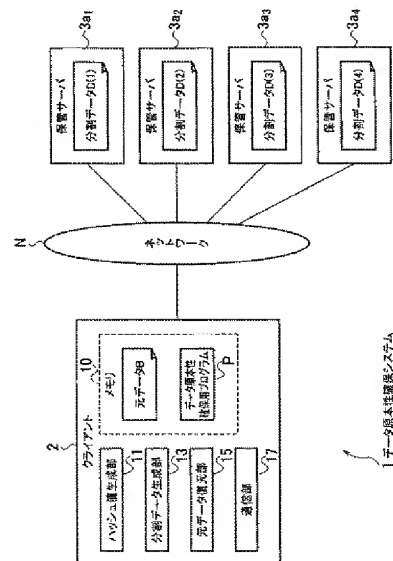 1 データ原本性確保システム
2
クライアント
ハッシュ値生成部
11
分割データ生成部
13
元データ復元部
15
通信部
17
10
メモリ
元データB
データ原本性
確保用プログラム
P
N
ネットワーク
保管サーバ
分割データD(1)
3a1
保管サーバ
分割データD(2)
3a2
保管サーバ
分割データD(3)
3a3
保管サーバ
分割データD(4)
3a4